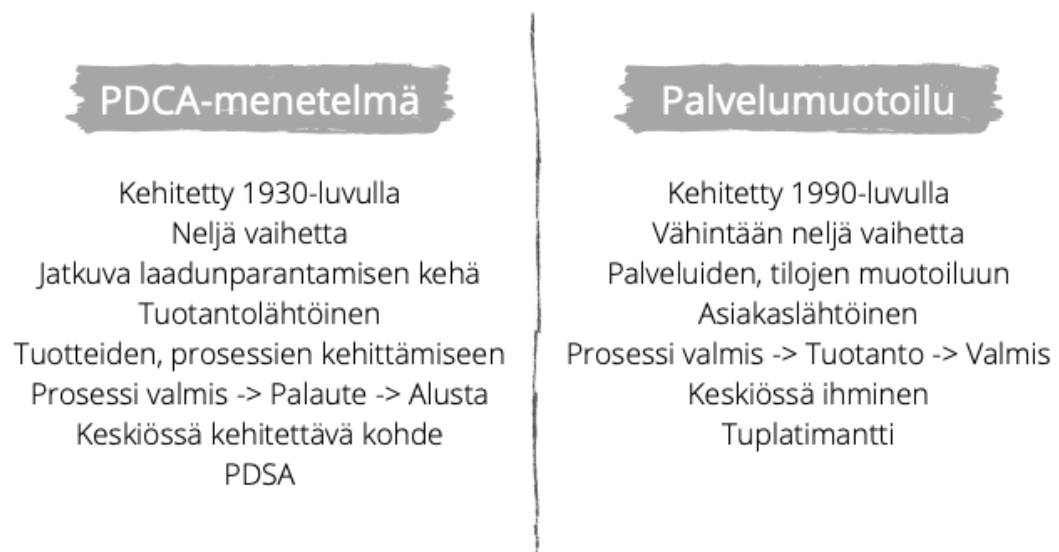 PDCA-menetelmä
Kehitetty 1930-luvulla
Neljä vaihetta
Jatkuva laadunparantamisen kehä
Tuotantolähtöinen
Tuotteiden, prosessien kehittämiseen
Prosessi valmis -> Palaute -> Alusta
Keskiössä kehitettävä kohde
PDSA
Palvelumuotoilu
Kehitetty 1990-luvulla
Vähintään neljä vaihetta
Palveluiden, tilojen muotoiluun
Asiakaslähtöinen
Prosessi valmis -> Tuotanto -> Valmis
Keskiössä ihminen
Tuplatimantti